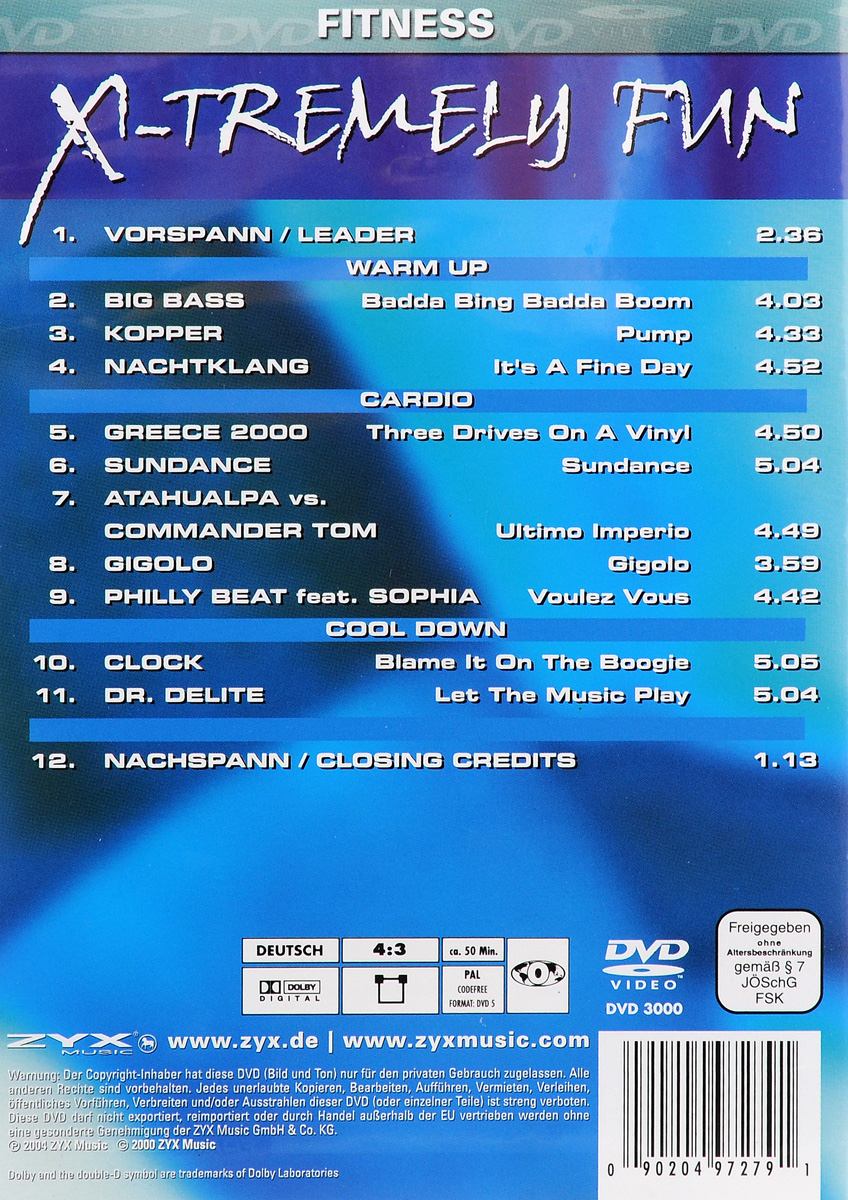 FITNESS
X-TREMELY FUN
1. VORSPANN / LEADER 2.36
WARM UP
2. BIG BASS Badda Bing Badda Boom 4.03
3. KOPPER Pump 4.33
4. NACHTKLANG It's A Fine Day 4.52
CARDIO
5. GREECE 2000 Three Drives On A Vinyl 4.50
6. SUNDANCE Sundance 5.04
7. ATAHUALPA vs.
COMMANDER TOM Ultimo Imperio 4.49
8. GIGOLO Gigolo 3.59
9. PHILLY BEAT feat. SOPHIA Voulez Vous 4.42
COOL DOWN
10. CLOCK Blame It On The Boogie 5.05
11. DR. DELITE Let The Music Play 5.04
12. NACHSPANN / CLOSING CREDITS 1.13
DEUTSCH 4:3 ca. 50 Min.
DOLBY
DIGITAL
PAL
CODEFREE
FORMAT: DVD 5
DVD
VIDEO™
DVD 3000
Freigegeben
ohne
Altersbeschränkung
gemäß § 7
JÖSchG
FSK
ZYX®
MUSIC
www.zyx.de | www.zyxmusic.com
Warnung: Der Copyright-Inhaber hat diese DVD (Bild und Ton) nur für den privaten Gebrauch zugelassen. Alle
anderen Rechte sind vorbehalten. Jedes unerlaubte Kopieren, Bearbeiten, Aufführen, Vermieten, Verleihen,
öffentliches Vorführen, Verbreiten und/oder Ausstrahlen dieser DVD (oder einzelner Teile) ist streng verboten.
Diese DVD darf nicht exportiert, reimportiert oder durch Handel außerhalb der EU vertrieben werden ohne
eine gesonderte Genehmigung der ZYX Music GmbH & Co. KG.
℗ 2004 ZYX Music © 2000 ZYX Music
Dolby and the double-D symbol are trademarks of Dolby Laboratories
0 90204 97279 1